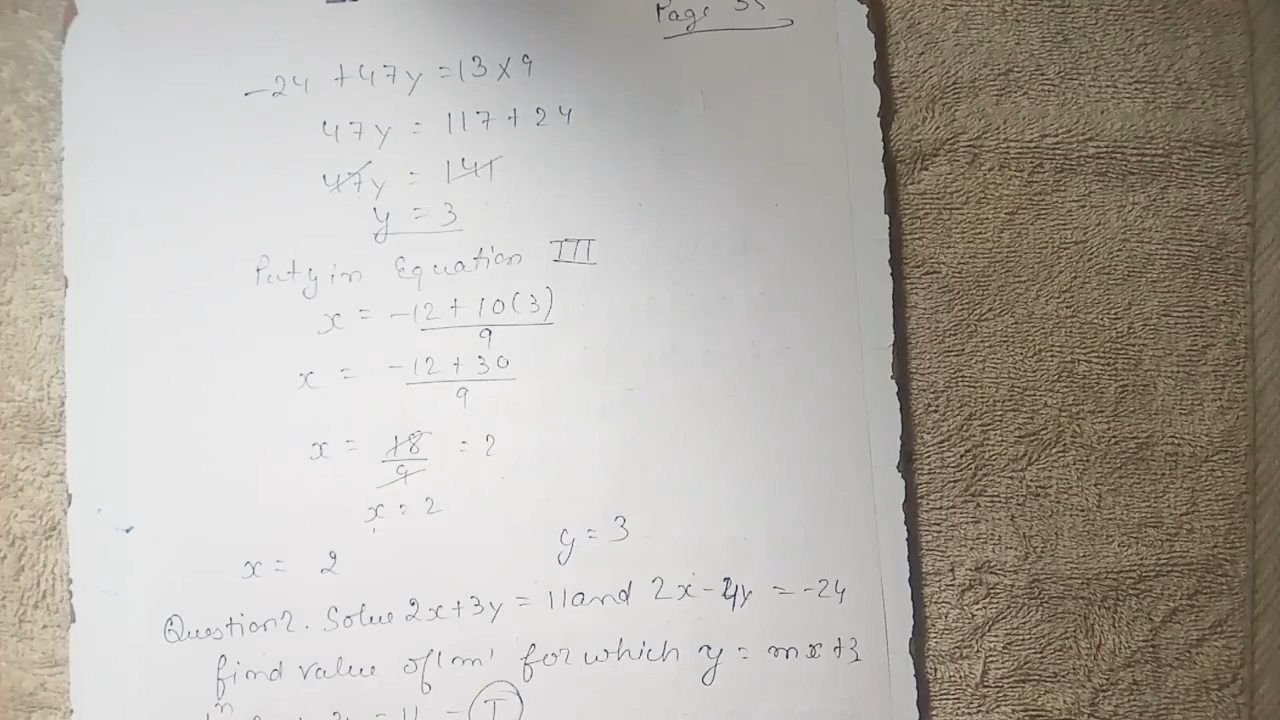 Page
-24 +47y =13×9
47y = 117+ 24
47y = 141
y = 3
Put y in Equation III
x = -12 + 10(3)
9
x = -12 + 30
9
x = 18 = 2
9
x = 2
x = 2 y = 3
Question 2. Solve 2x+3y = 11 and 2x-4y = -24
find value of 'm' for which y = mx +3